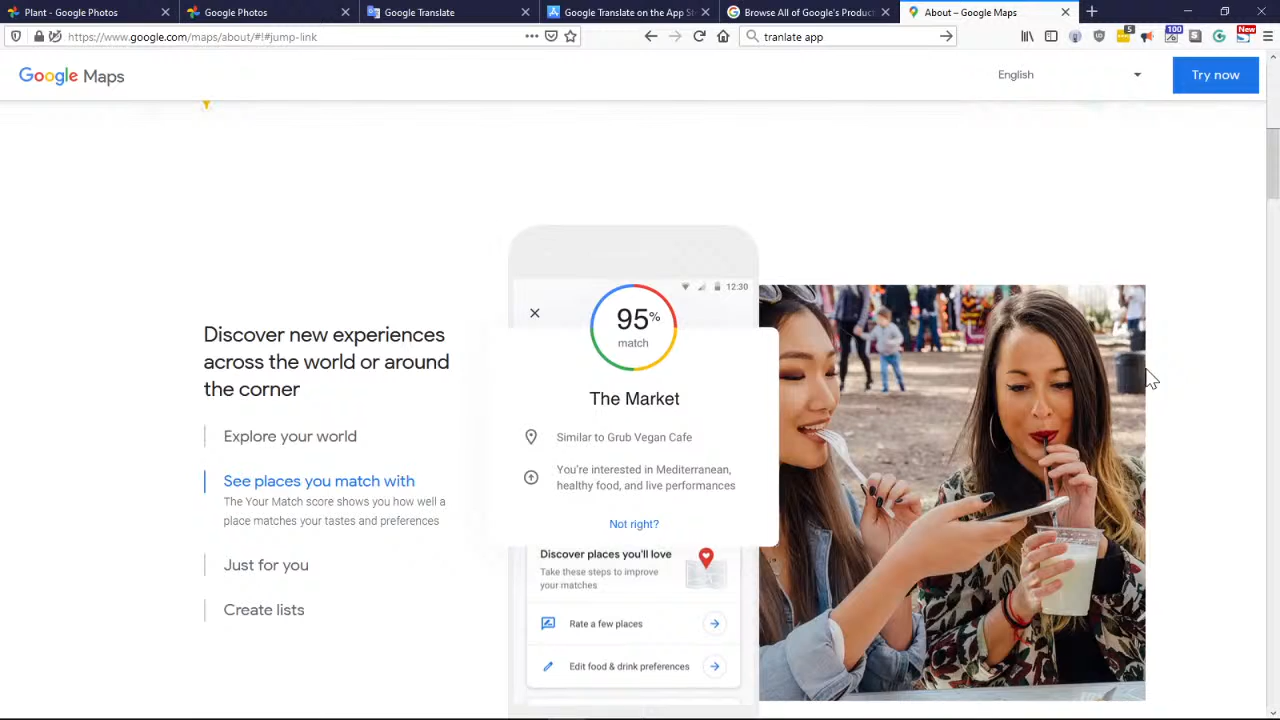 Plant - Google Photos
Google Photos
Google Translate
Google Translate on the App St
Browse All of Google's Product
About – Google Maps
https://www.google.com/maps/about/#!#jump-link
tranlate app
5
100
New
Google Maps
English
Try now
12:30
95%
match
The Market
Similar to Grub Vegan Cafe
You're interested in Mediterranean,
healthy food, and live performances
Not right?
Discover places you'll love
Take these steps to improve
your matches
Rate a few places
Edit food & drink preferences
Discover new experiences
across the world or around
the corner
Explore your world
See places you match with
The Your Match score shows you how well a
place matches your tastes and preferences
Just for you
Create lists